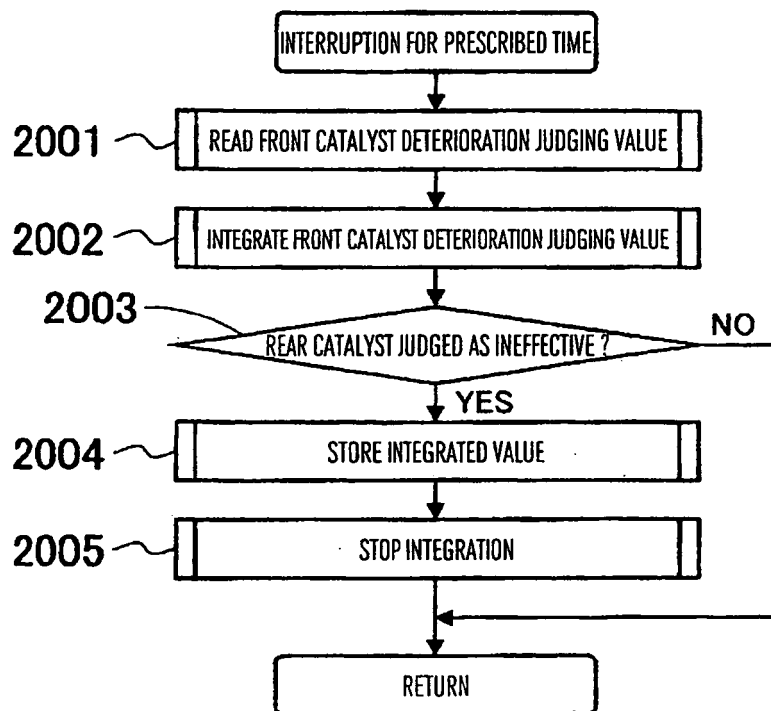 INTERRUPTION FOR PRESCRIBED TIME
2001
READ FRONT CATALYST DETERIORATION JUDGING VALUE
2002
INTEGRATE FRONT CATALYST DETERIORATION JUDGING VALUE
2003
REAR CATALYST JUDGED AS INEFFECTIVE ?
NO
YES
2004
STORE INTEGRATED VALUE
2005
STOP INTEGRATION
RETURN